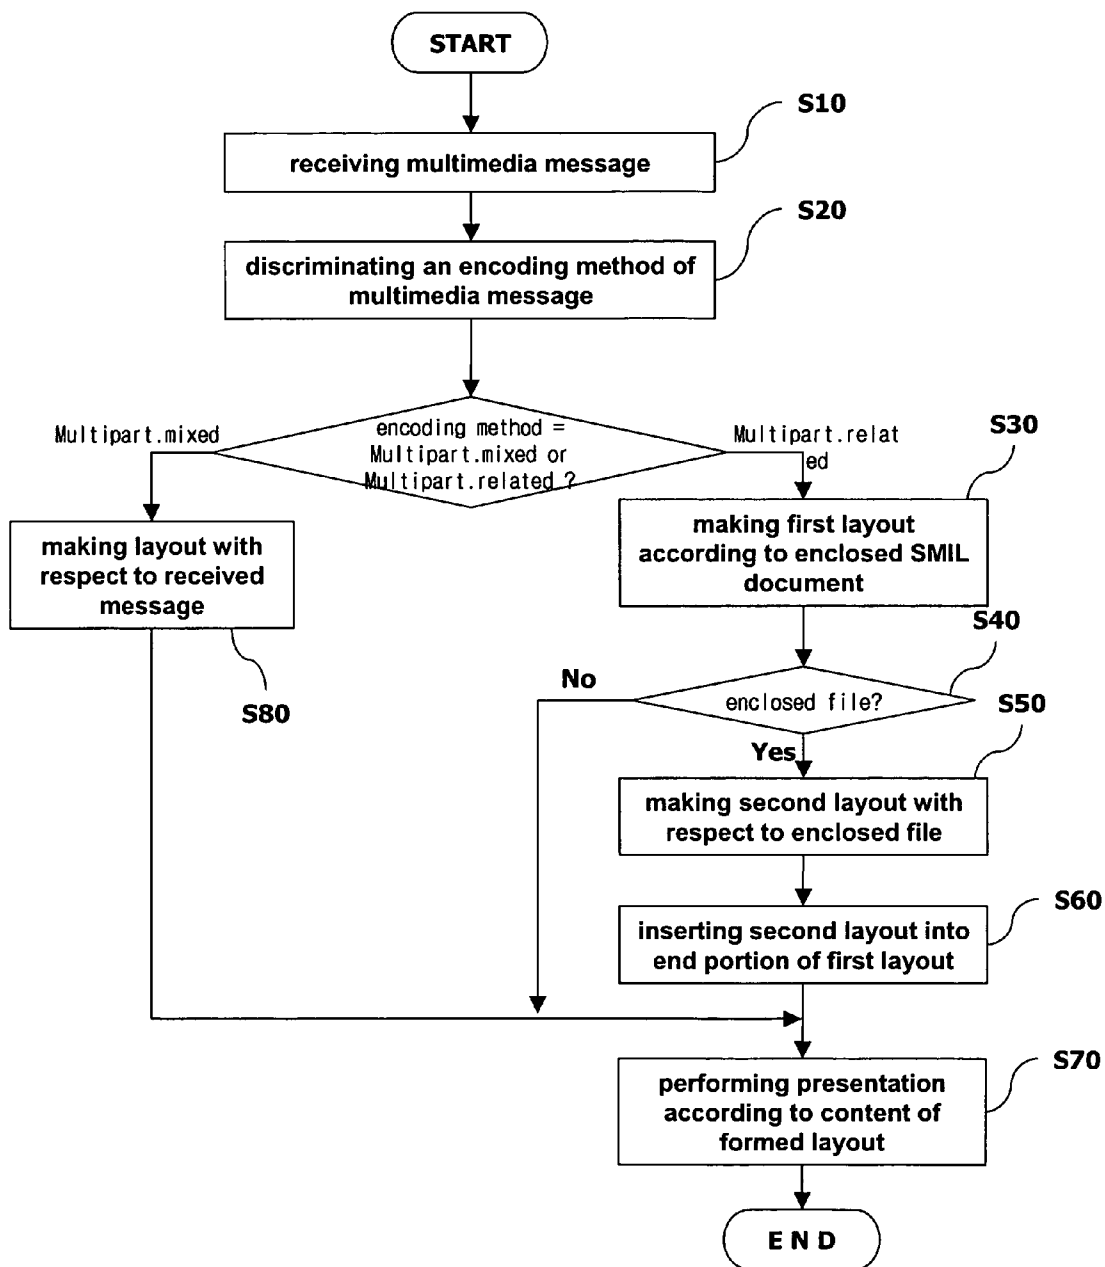 START
S10
receiving multimedia message
S20
discriminating an encoding method of
multimedia message
Multipart.mixed
encoding method =
Multipart.mixed or
Multipart.related ?
Multipart.relat
ed
S30
making first layout
according to enclosed SMIL
document
making layout with
respect to received
message
S80
S40
enclosed file?
No
Yes
S50
making second layout with
respect to enclosed file
S60
inserting second layout into
end portion of first layout
S70
performing presentation
according to content of
formed layout
E N D